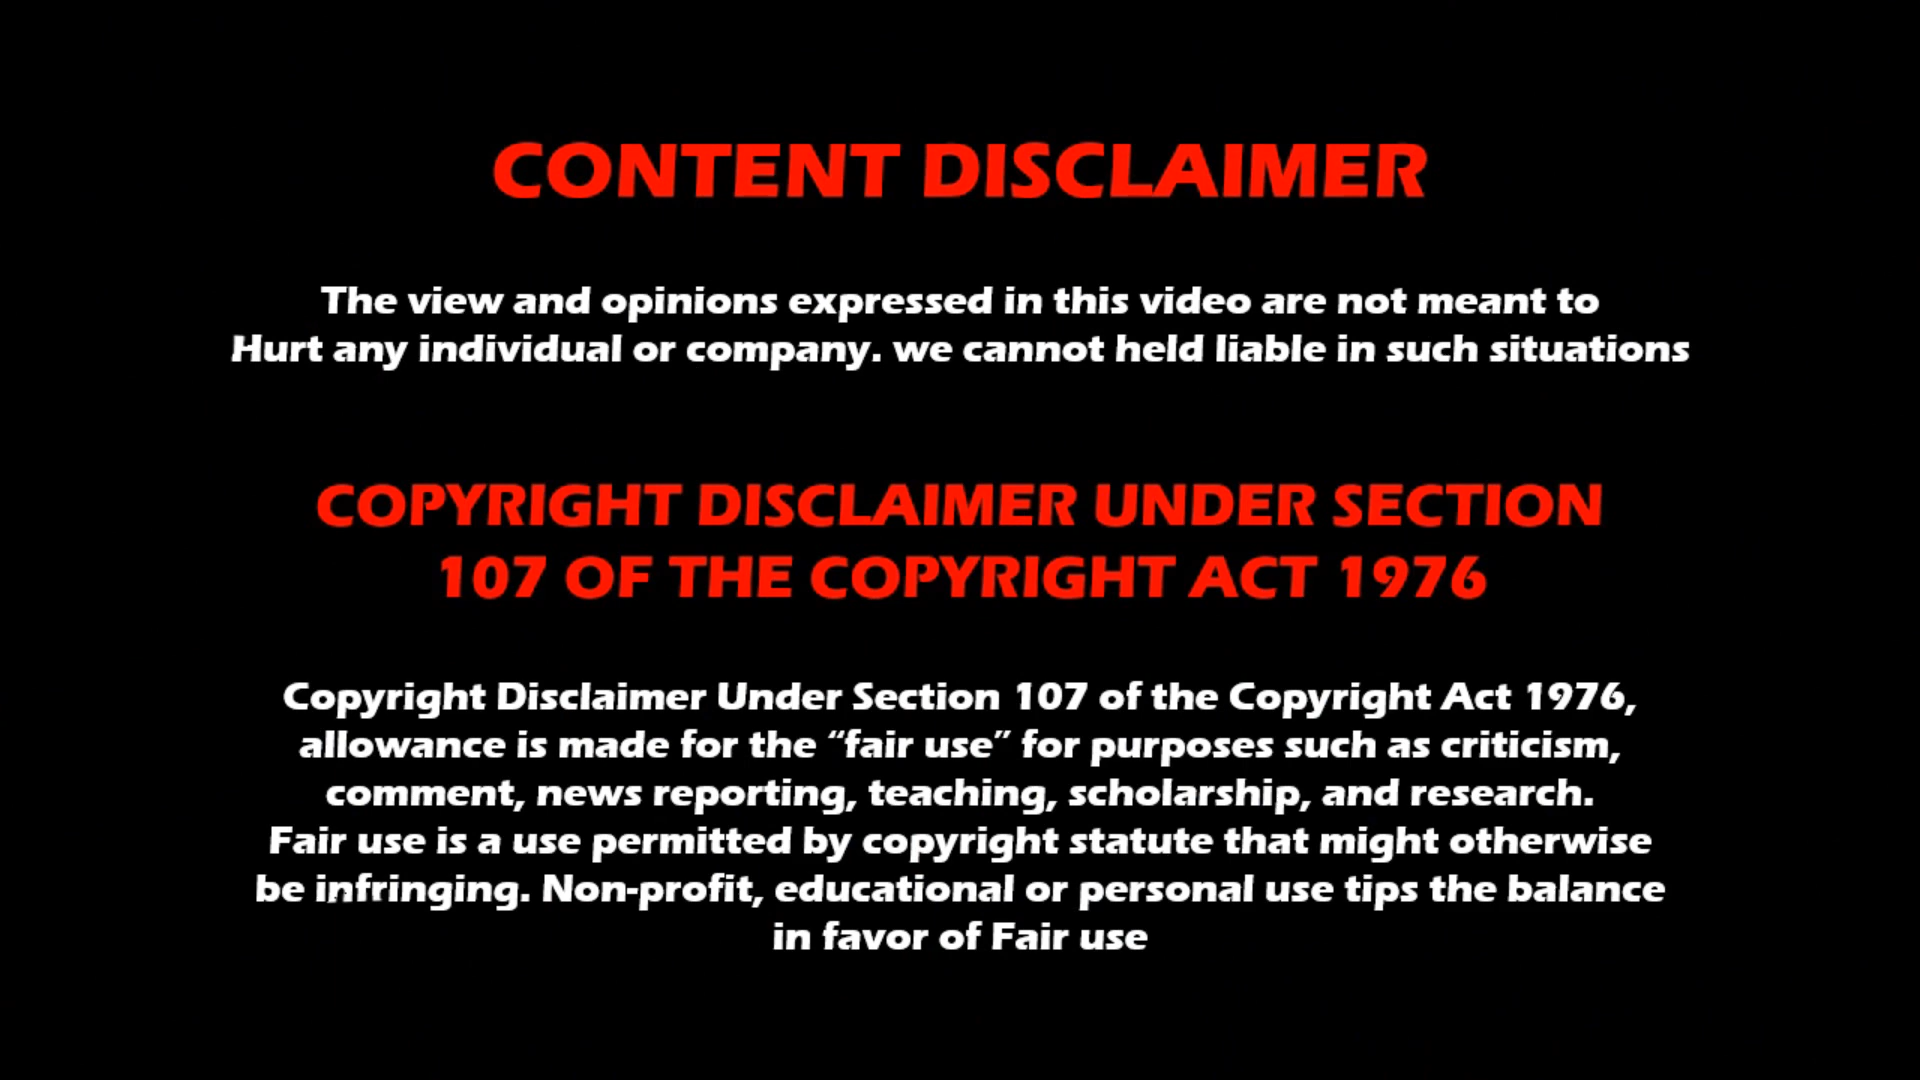 CONTENT DISCLAIMER
The view and opinions expressed in this video are not meant to
Hurt any individual or company. we cannot held liable in such situations
COPYRIGHT DISCLAIMER UNDER SECTION
107 OF THE COPYRIGHT ACT 1976
Copyright Disclaimer Under Section 107 of the Copyright Act 1976,
allowance is made for the “fair use” for purposes such as criticism,
comment, news reporting, teaching, scholarship, and research.
Fair use is a use permitted by copyright statute that might otherwise
be infringing. Non-profit, educational or personal use tips the balance
in favor of Fair use